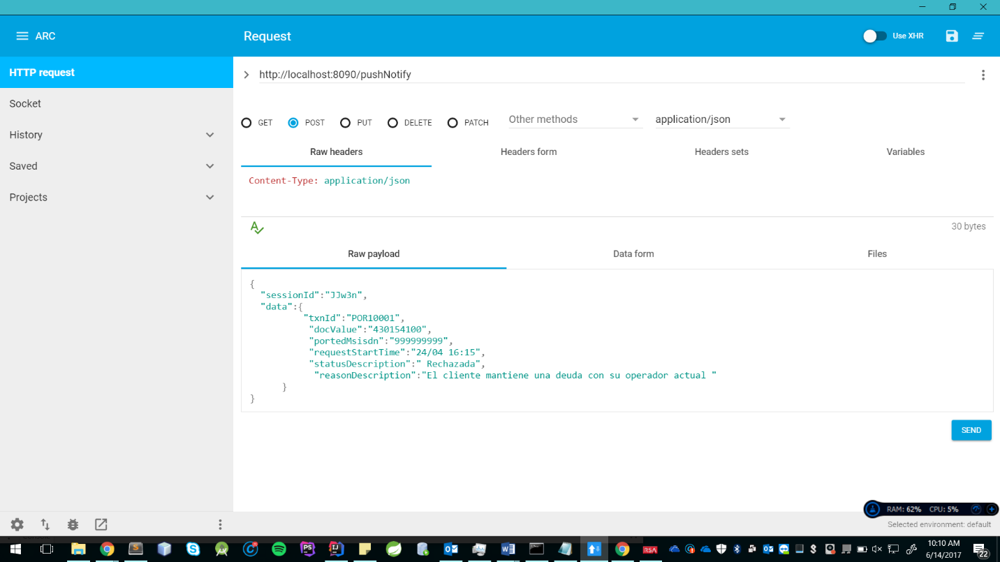 ARC
Request
Use XHR
HTTP request
http://localhost:8090/pushNotify
Socket
History
Saved
Projects
GET
POST
PUT
DELETE
PATCH
Other methods
application/json
Raw headers
Headers form
Headers sets
Variables
Content-Type: application/json
30 bytes
Raw payload
Data form
Files
{
"sessionId":"JJw3n",
"data":{
"txnId":"POR10001",
"docValue":"430154100",
"portedMsisdn":"999999999",
"requestStartTime":"24/04 16:15",
"statusDescription":" Rechazada",
"reasonDescription":"El cliente mantiene una deuda con su operador actual "
}
}
SEND
RAM: 62% CPU: 5%
Selected environment: default
PS
IJ
RSA
10:10 AM
6/14/2017
22